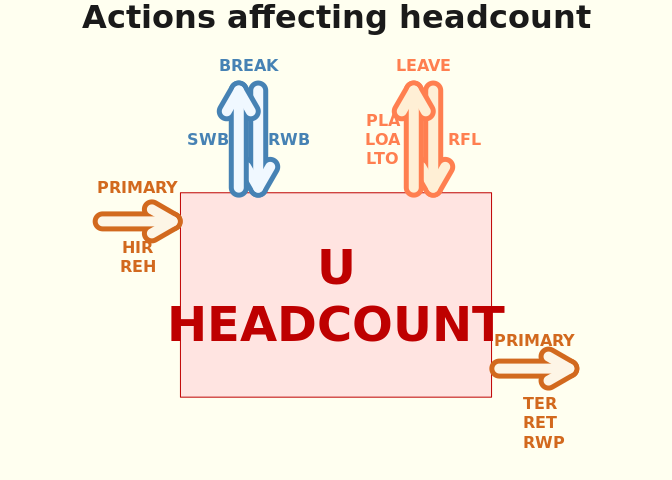 Actions affecting headcount
BREAK
LEAVE
SWB
RWB
PLA
LOA
LTO
RFL
PRIMARY
HIR
REH
U
HEADCOUNT
PRIMARY
TER
RET
RWP